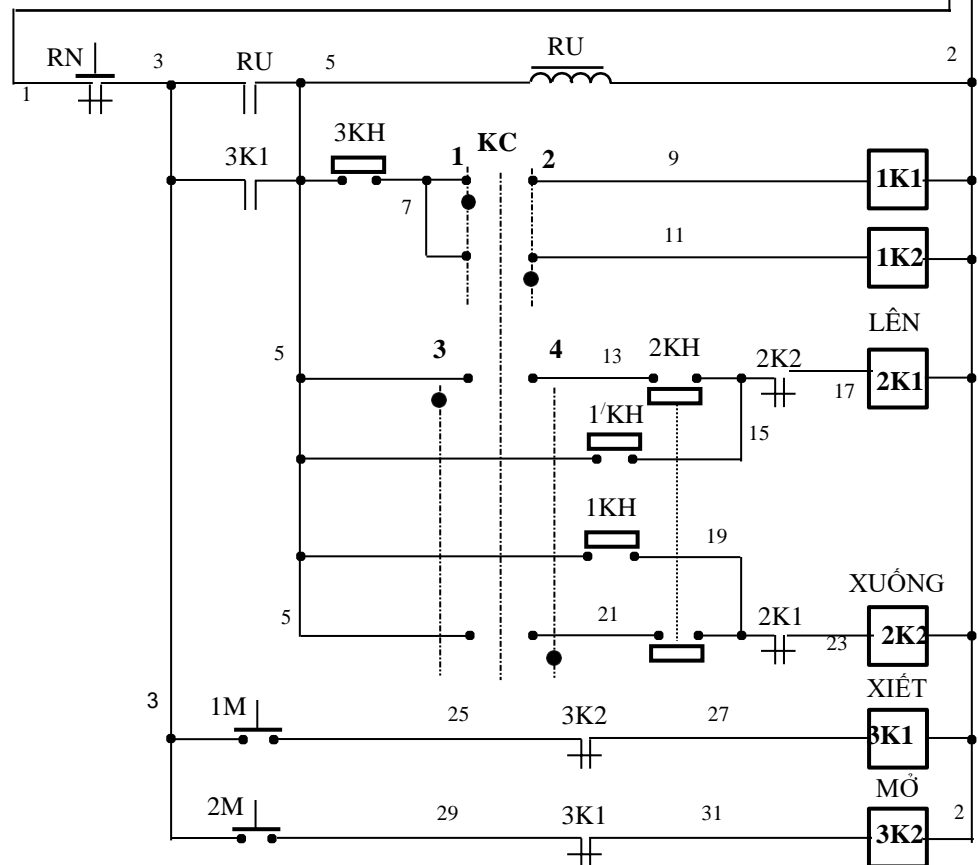 RU
RN 3 RU 5 2
1
3KH KC
3K1 1 2 9 1K1
7
11 1K2
LÊN
5 3 4 13 2KH 2K2 17 2K1
1/KH 15
1KH
19
XUỐNG
5 21 2K1 23 2K2
XIẾT
3 1M 25 3K2 27 3K1
MỞ
2M 29 3K1 31 3K2 2